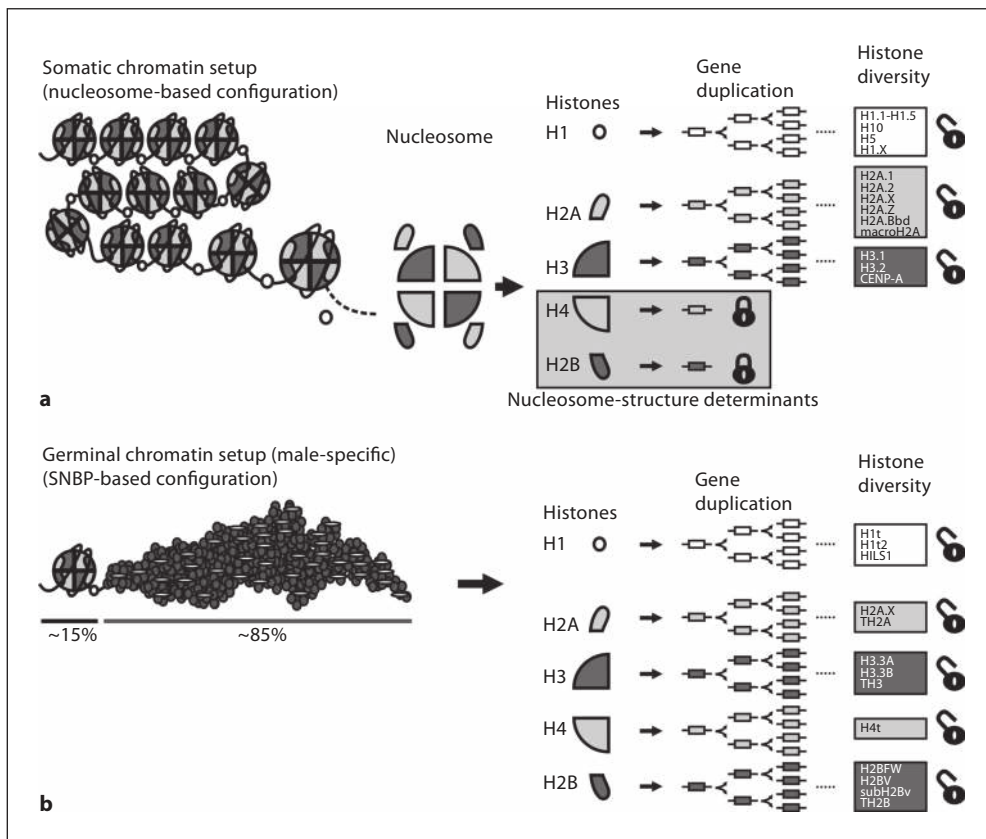 Somatic chromatin setup
(nucleosome-based configuration)
Nucleosome
Histones
Gene
duplication
Histone
diversity
H1
H1.1-H1.5
H10
H5
H1.X
H2A
H2A.1
H2A.2
H2A.X
H2A.Z
H2A.Bbd
macroH2A
H3
H3.1
H3.2
CENP-A
H4
H2B
Nucleosome-structure determinants
a
Germinal chromatin setup (male-specific)
(SNBP-based configuration)
~15%
~85%
Histones
Gene
duplication
Histone
diversity
H1
H1t
H1t2
HILS1
H2A
H2A.X
TH2A
H3
H3.3A
H3.3B
TH3
H4
H4t
H2B
H2BFW
H2BV
subH2Bv
TH2B
b